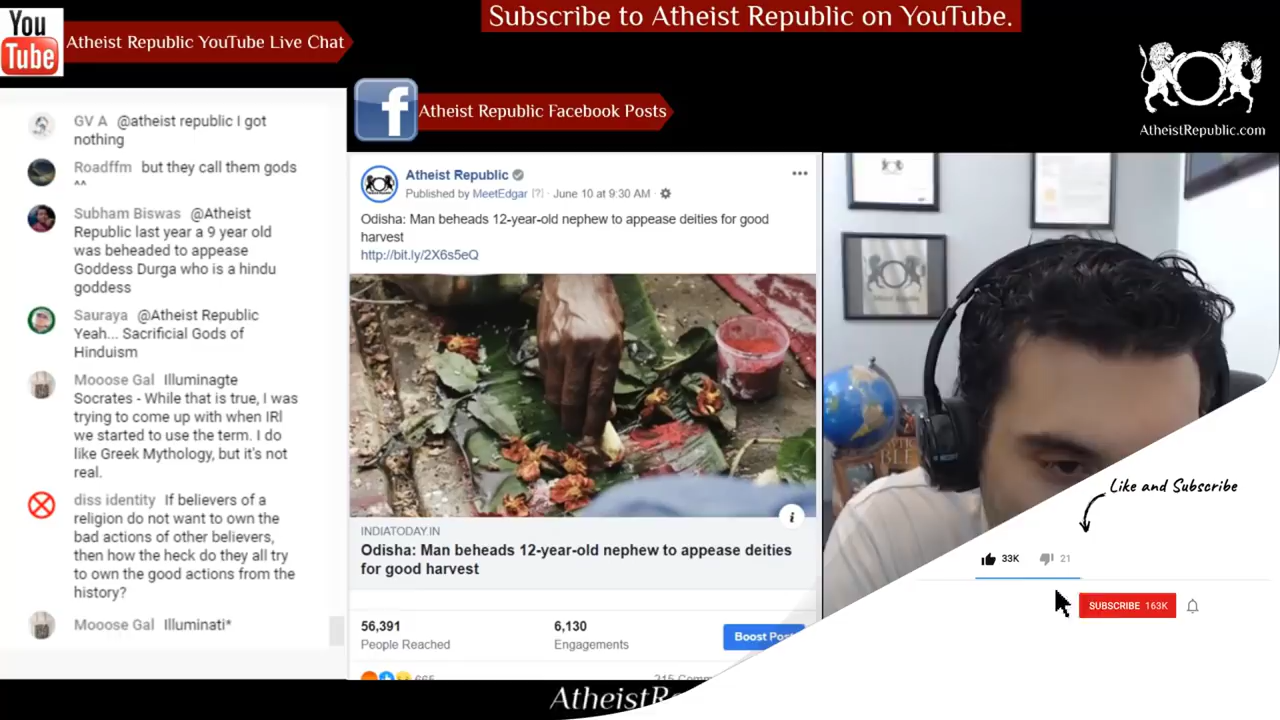 Subscribe to Atheist Republic on YouTube.
You
Tube
Atheist Republic YouTube Live Chat
AtheistRepublic.com
f
Atheist Republic Facebook Posts
GV A @atheist republic I got
nothing
Roadffm but they call them gods
^^
Subham Biswas @Atheist
Republic last year a 9 year old
was beheaded to appease
Goddess Durga who is a hindu
goddess
Sauraya @Atheist Republic
Yeah... Sacrificial Gods of
Hinduism
Mooose Gal Illuminagte
Socrates - While that is true, I was
trying to come up with when IRl
we started to use the term. I do
like Greek Mythology, but it's not
real.
diss identity If believers of a
religion do not want to own the
bad actions of other believers,
then how the heck do they all try
to own the good actions from the
history?
Mooose Gal Illuminati*
Atheist Republic
Published by MeetEdgar [?] · June 10 at 9:30 AM ·
Odisha: Man beheads 12-year-old nephew to appease deities for good
harvest
http://bit.ly/2X6s5eQ
INDIATODAY.IN
Odisha: Man beheads 12-year-old nephew to appease deities
for good harvest
56,391
People Reached
6,130
Engagements
Boost Post
665
215 Comm
Like and Subscribe
33K
21
SUBSCRIBE 163K
AtheistRe